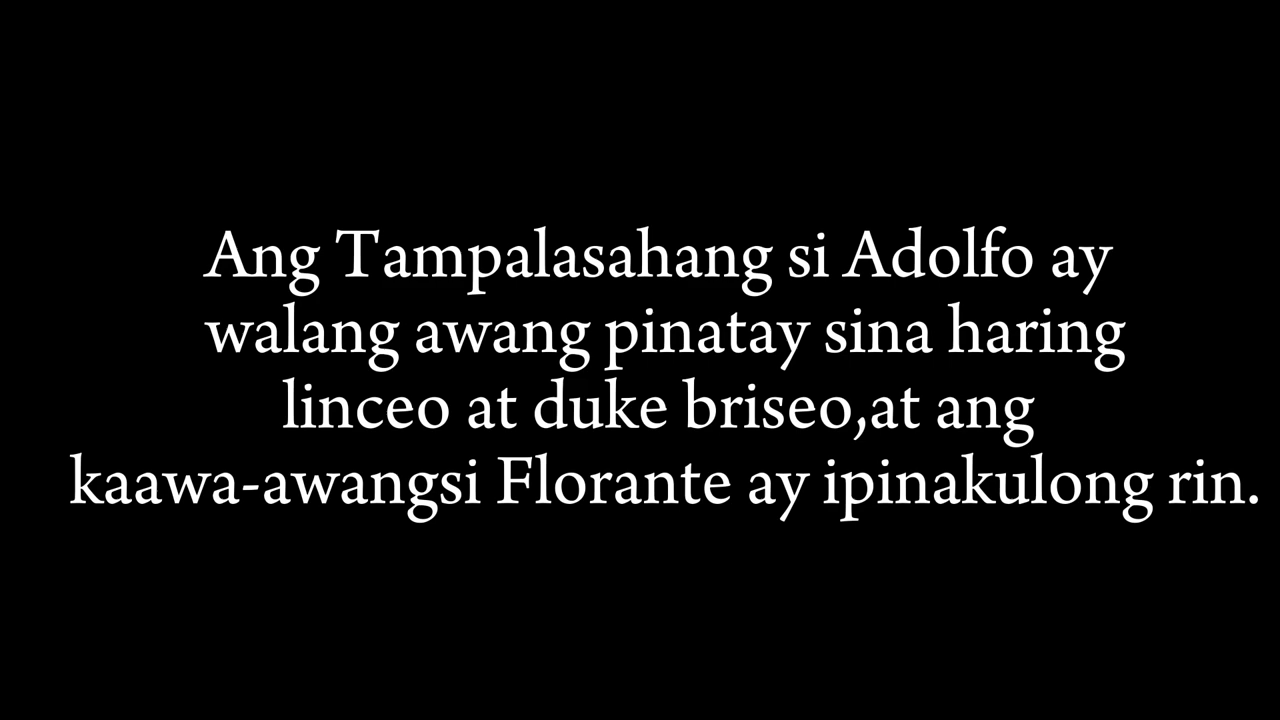 Ang Tampalasahang si Adolfo ay
walang awang pinatay sina haring
linceo at duke briseo,at ang
kaawa-awangsi Florante ay ipinakulong rin.